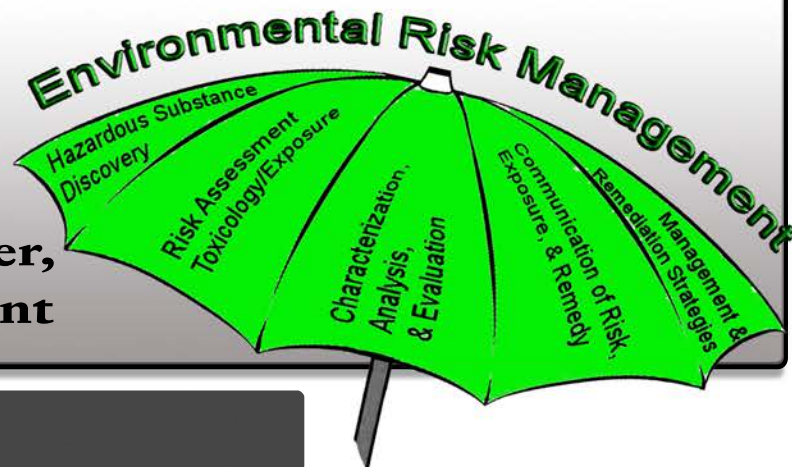 Environmental Risk Management
Hazardous Substance
Discovery
Risk Assessment
Toxicology/Exposure
Characterization,
Analysis,
& Evaluation
Communication of Risk,
Exposure, & Remedy
Management &
Remediation Strategies
er,
nt